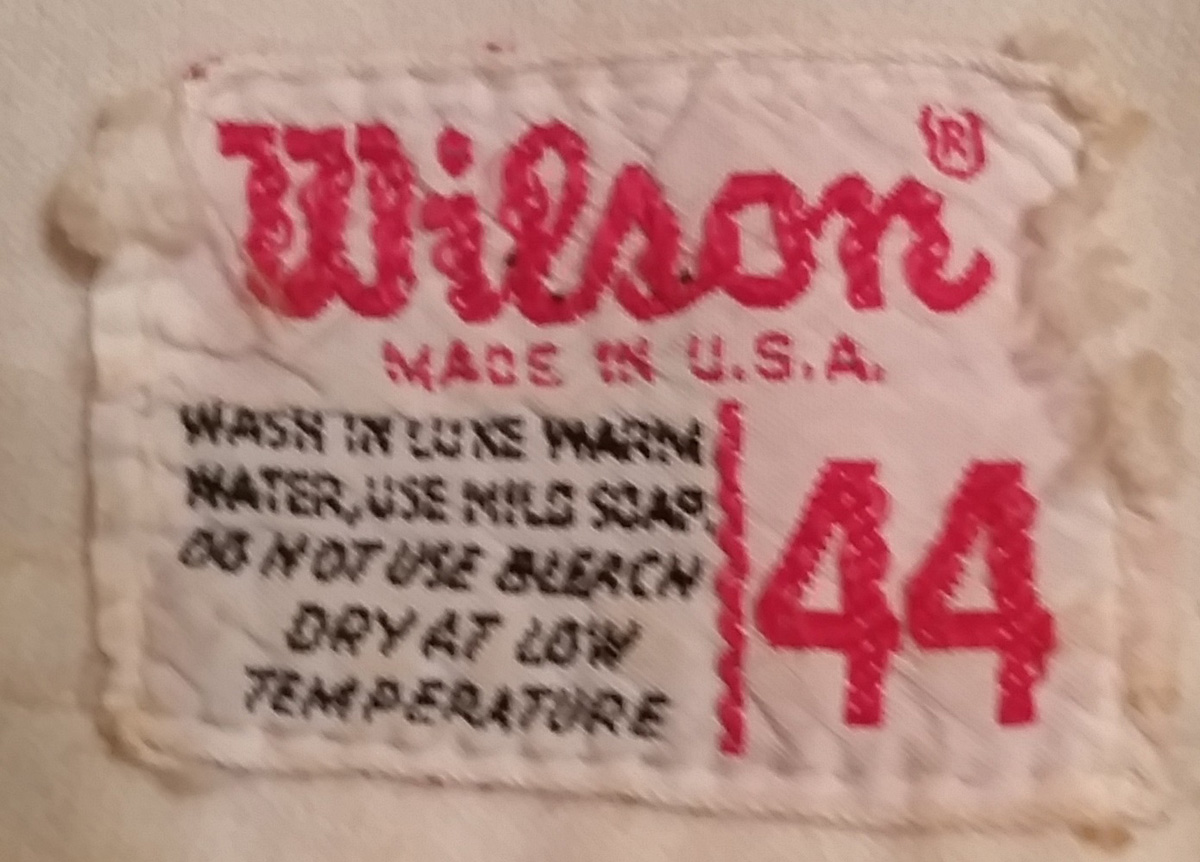 Wilson ®
MADE IN U.S.A.
WASH IN LUKE WARM
WATER, USE MILD SOAP.
DO NOT USE BLEACH
DRY AT LOW
TEMPERATURE
44